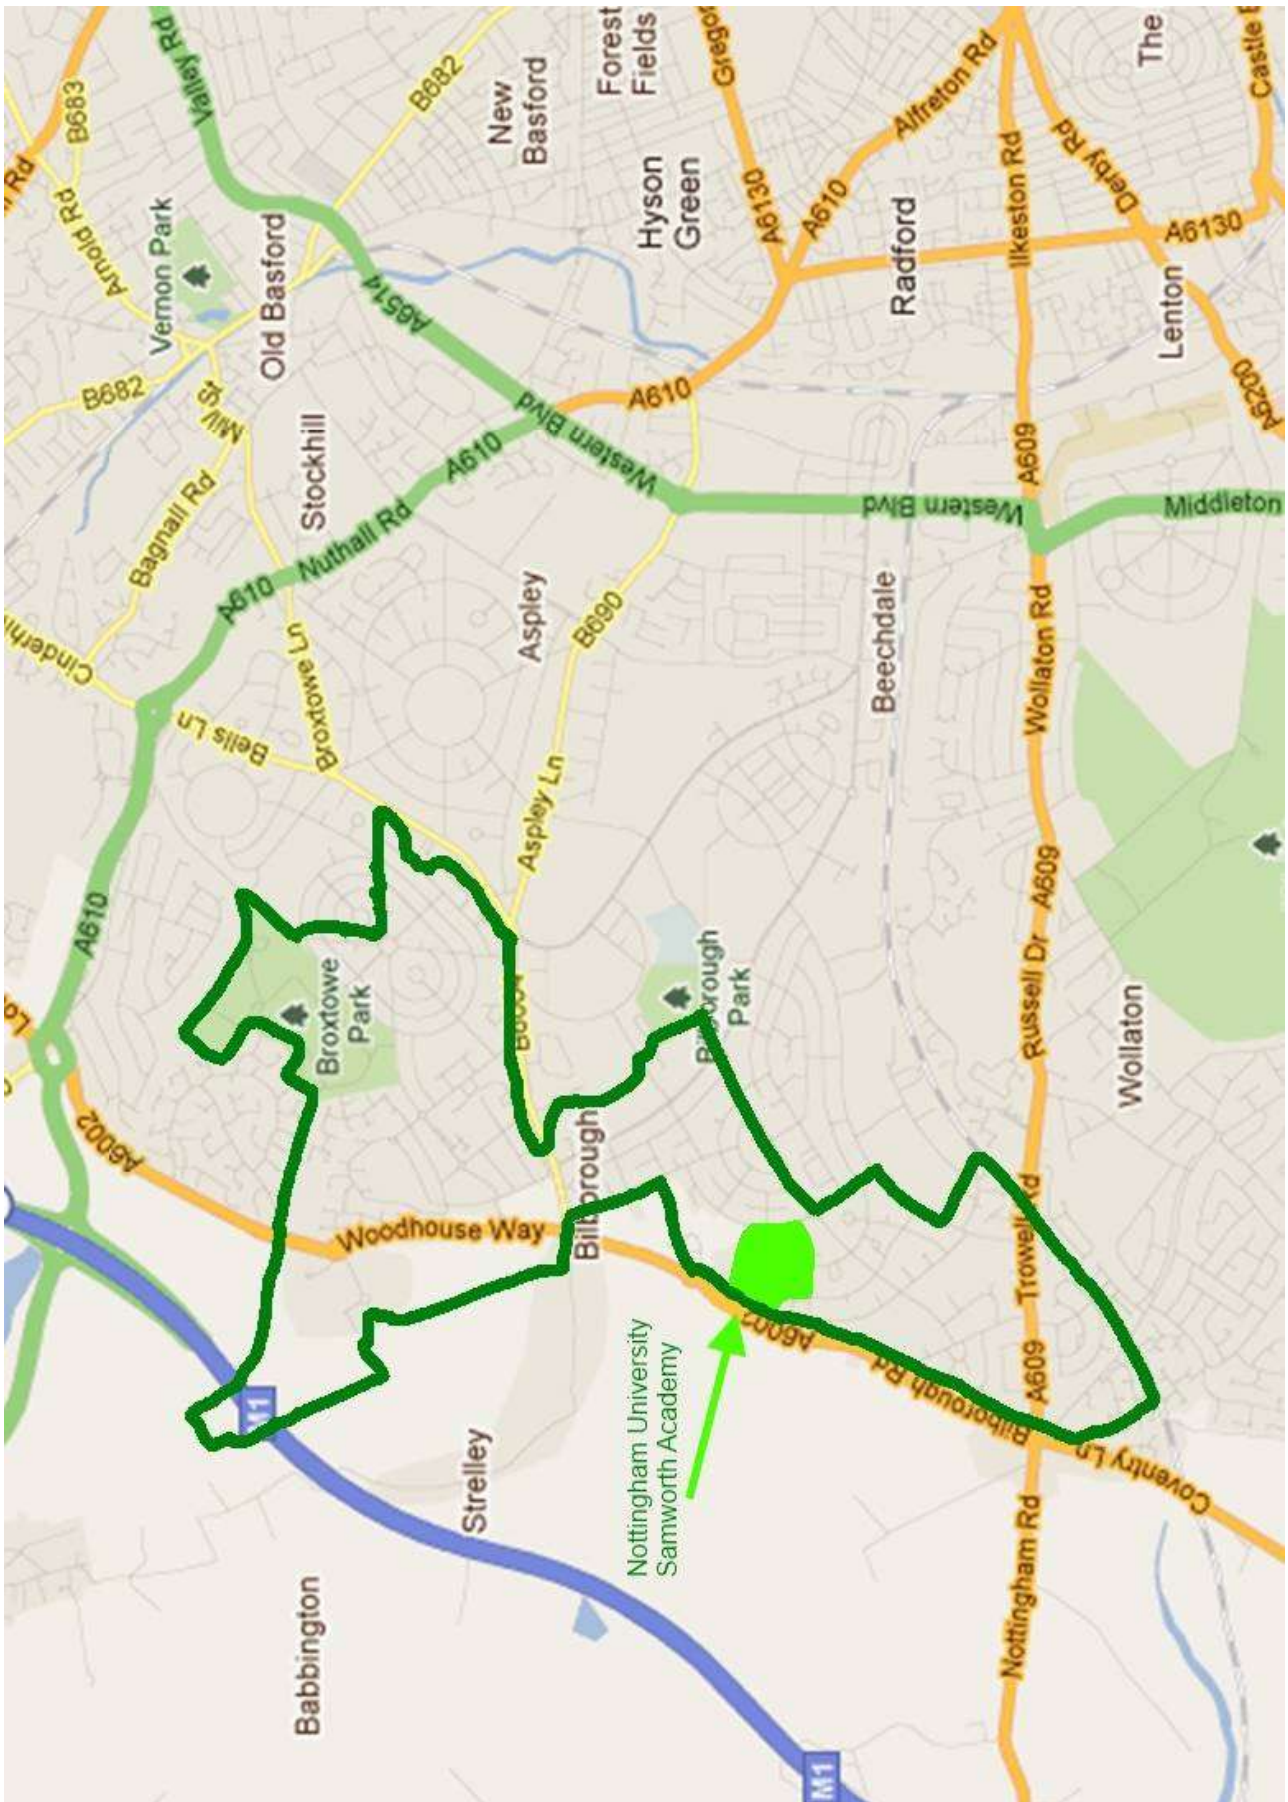 Babbington
Strelley
Nottingham University
Samworth Academy
M1
M1
A6002
Woodhouse Way
A6002
Bilborough Rd
Coventry Ln
Nottingham Rd
A609
Trowell Rd
Russell Dr
A609
Wollaton Rd
A609
Ilkeston Rd
Bilborough
Broxtowe
Park
Bilborough
Park
Wollaton
Beechdale
Aspley
Aspley Ln
B690
Bells Ln
Broxtowe Ln
A610
A610
Nuthall Rd
A610
Stockhill
Bagnall Rd
Mill St
B682
Vernon Park
Old Basford
Arnold Rd
B683
Rd
Valley Rd
B682
A6514
Western Blvd
Western Blvd
Middleton
A610
New
Basford
Forest
Fields
Hyson
Green
A6130
A610
Alfreton Rd
Radford
Derby Rd
A6130
Lenton
A6200
The